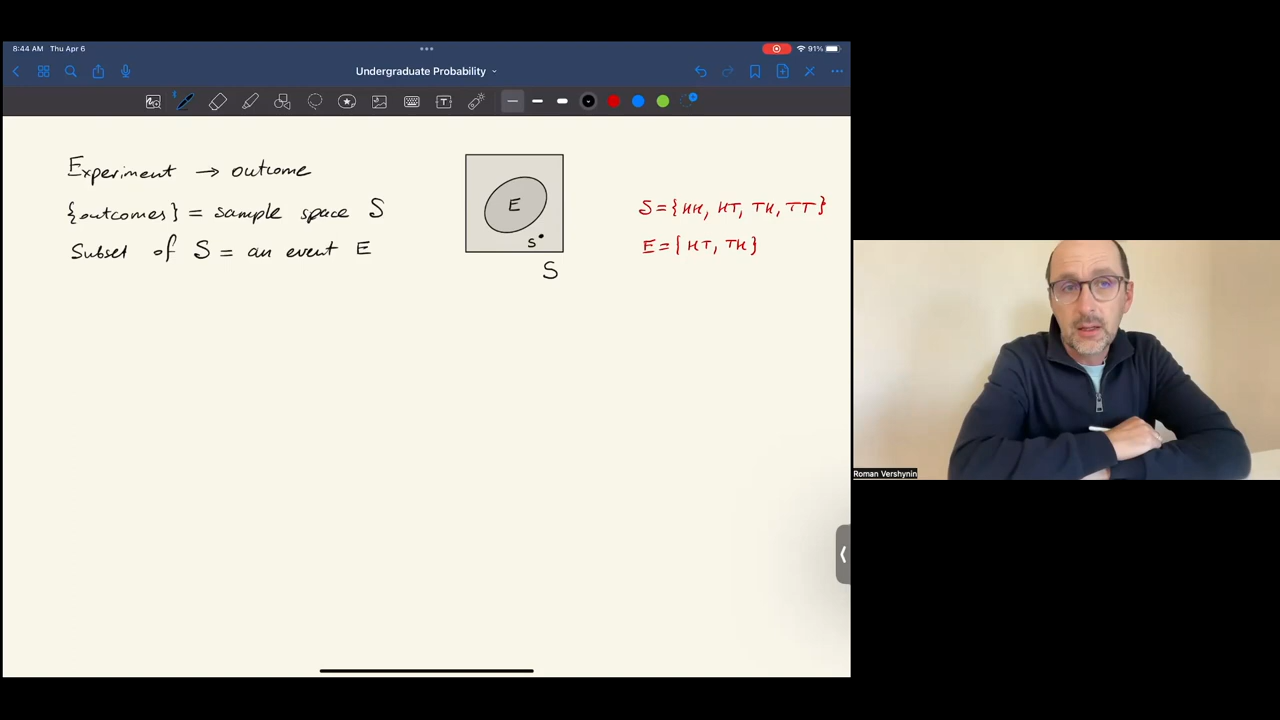 8:44 AM Thu Apr 6
91%
Undergraduate Probability
T
Experiment → outcome
{outcomes} = sample space S
Subset of S = an event E
E
s
S
S = {HH, HT, TH, TT}
E = {HT, TH}
Roman Vershynin